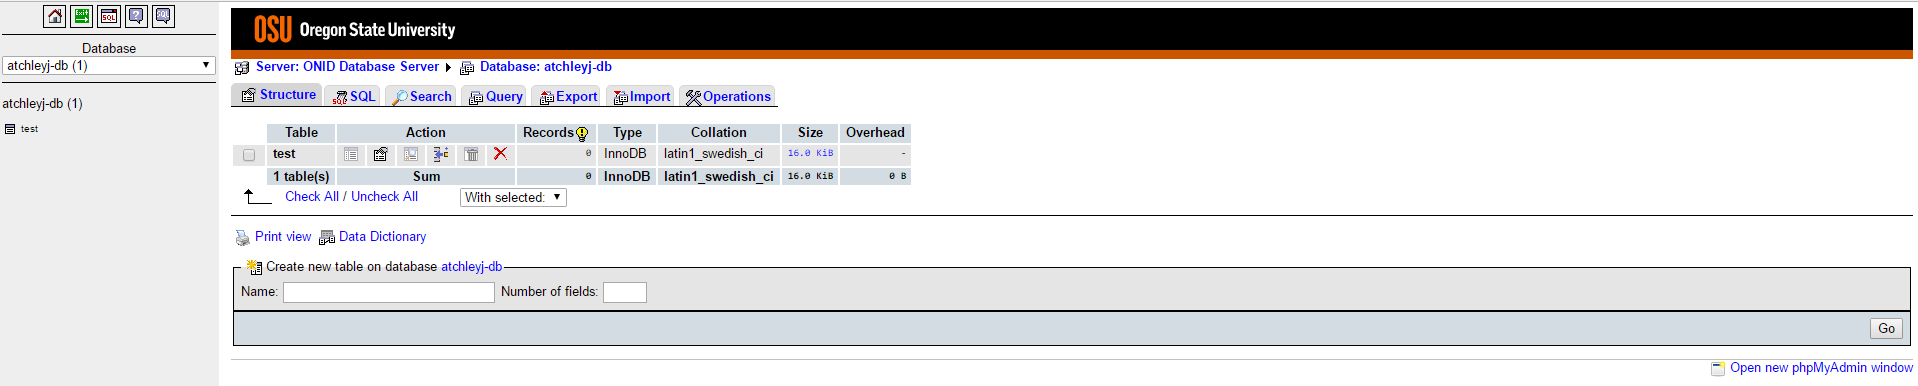 SQL ? SQL
Database
atchleyj-db (1)
atchleyj-db (1)
test
OSU Oregon State University
Server: ONID Database Server Database: atchleyj-db
Structure SQL Search Query Export Import Operations
Table Action Records Type Collation Size Overhead
test 0 InnoDB latin1_swedish_ci 16.0 KiB -
1 table(s) Sum 0 InnoDB latin1_swedish_ci 16.0 KiB 0 B
Check All / Uncheck All With selected:
Print view Data Dictionary
Create new table on database atchleyj-db
Name: Number of fields:
Go
Open new phpMyAdmin window